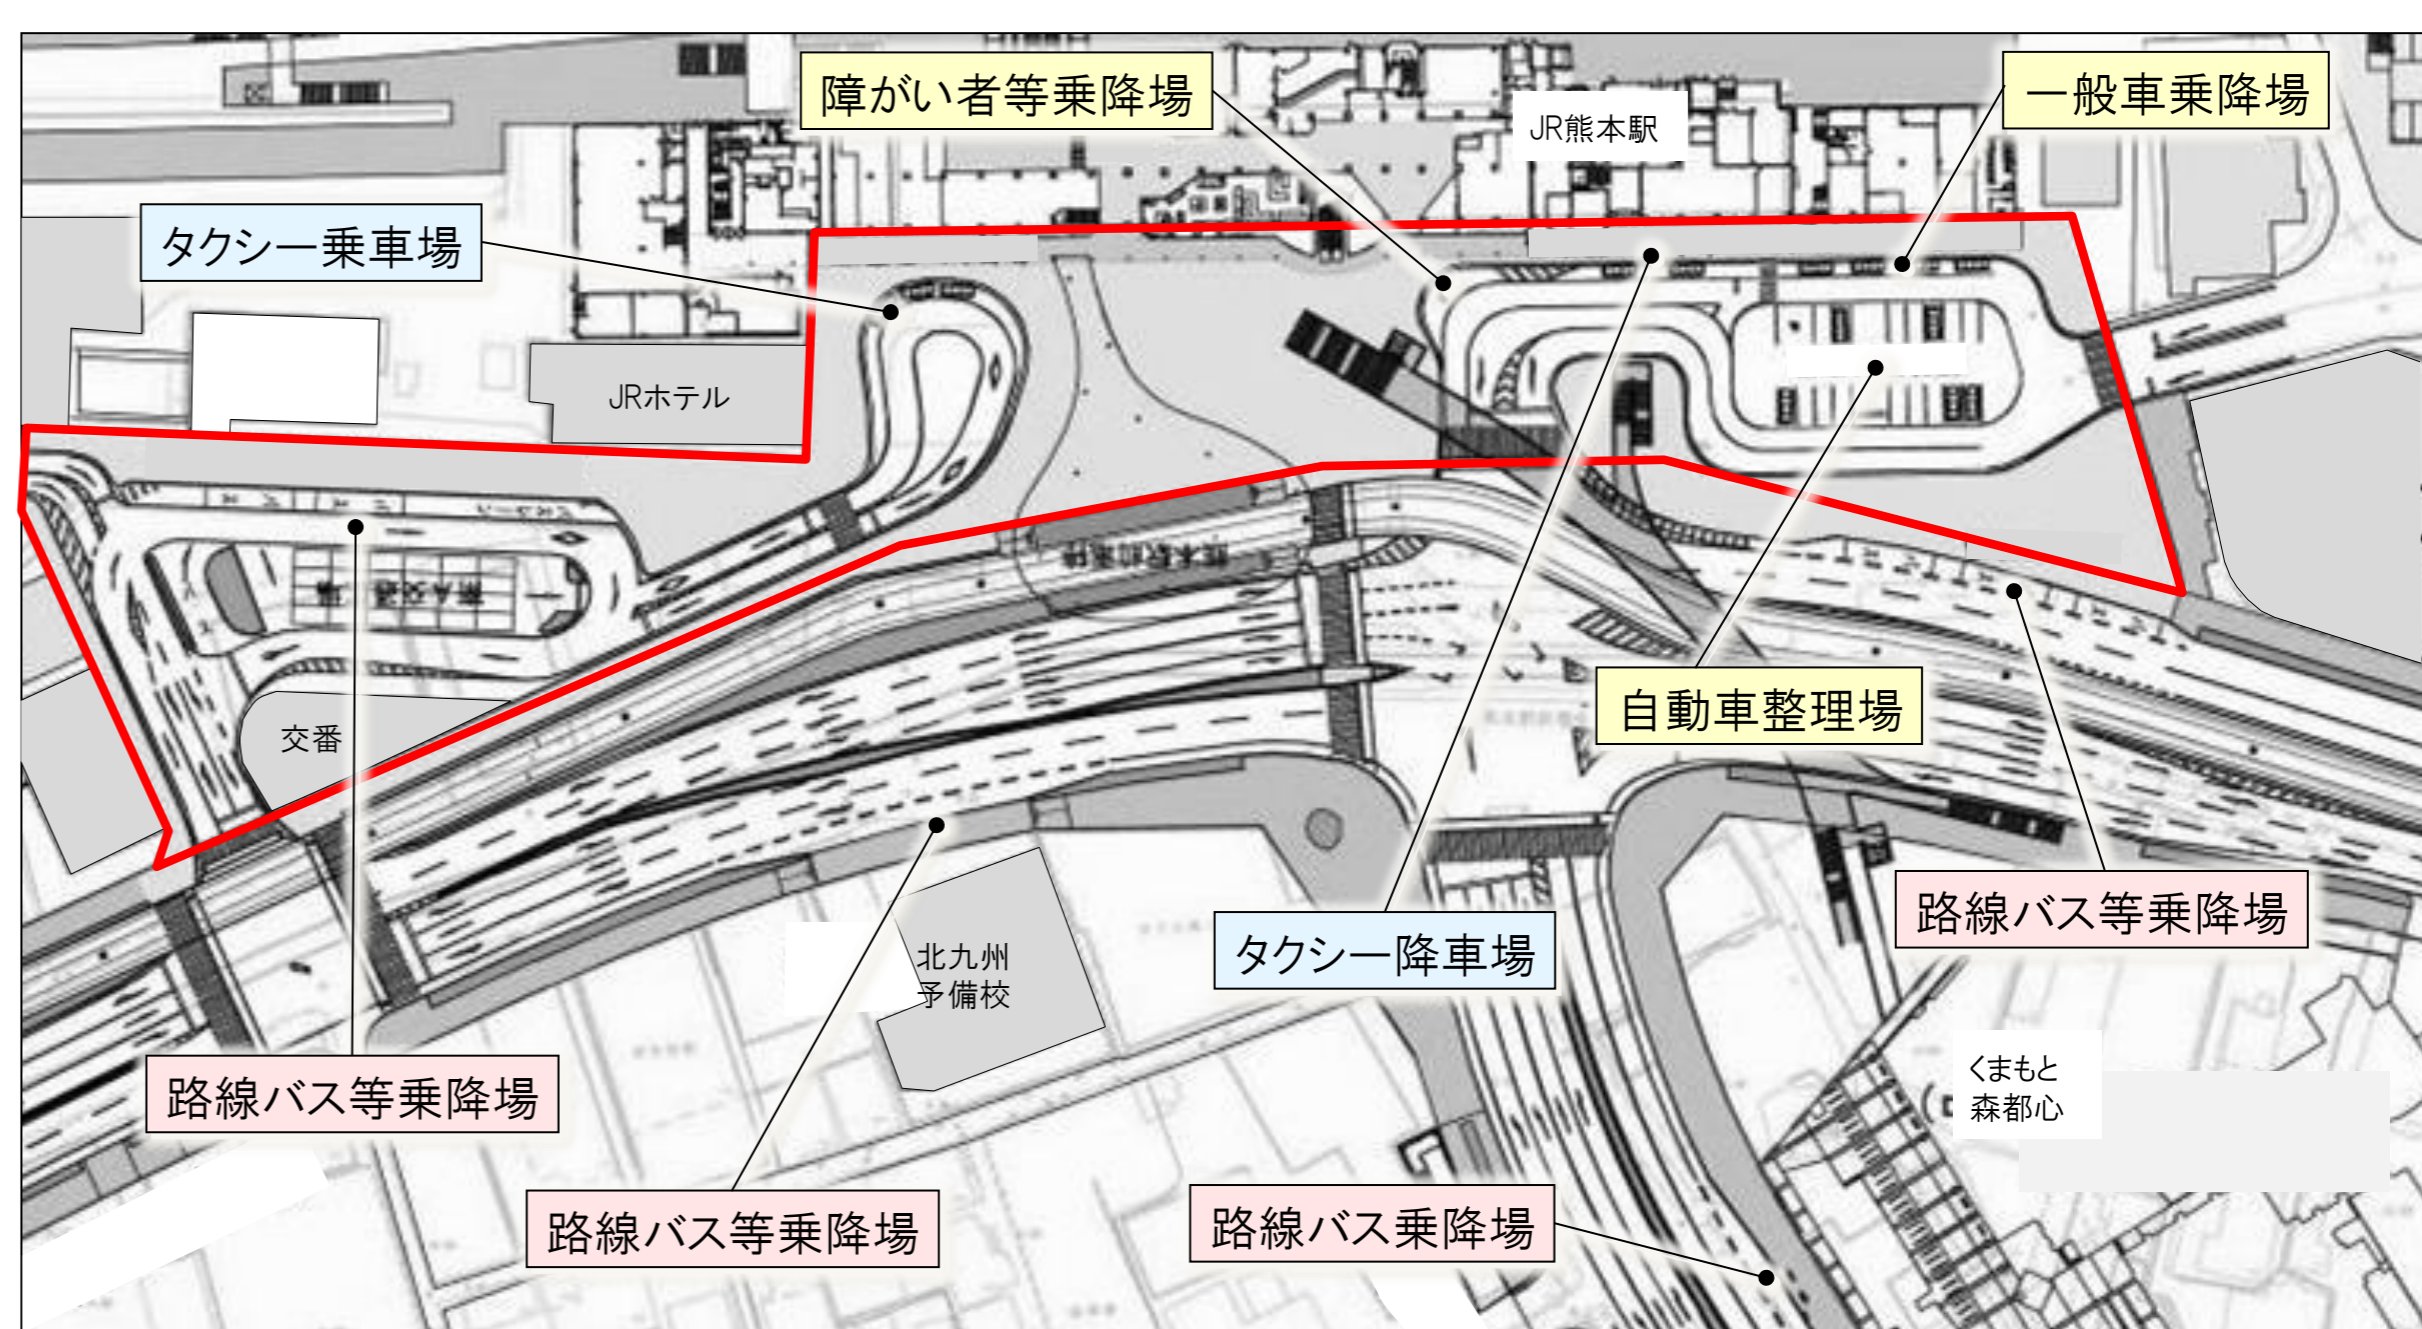 障がい者等乗降場
一般車乗降場
JR熊本駅
タクシー乗車場
JRホテル
交番
自動車整理場
路線バス等乗降場
タクシー降車場
北九州
予備校
くまもと
森都心
路線バス等乗降場
路線バス等乗降場
路線バス乗降場